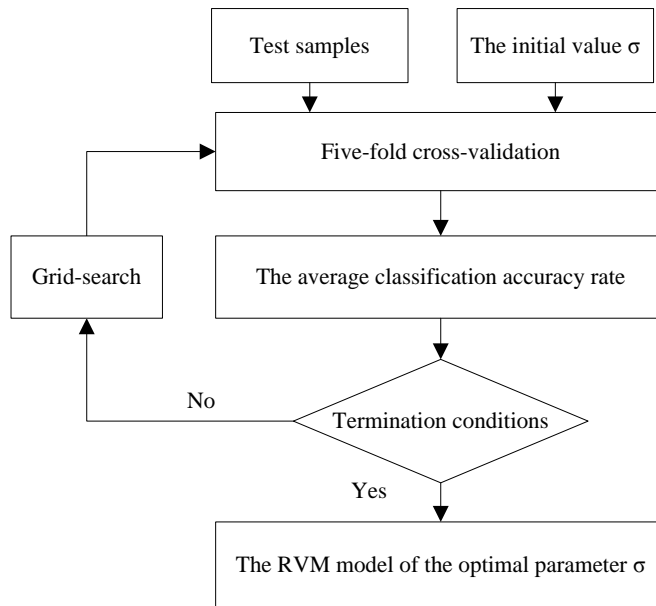 Test samples
The initial value σ
Five-fold cross-validation
Grid-search
The average classification accuracy rate
No
Termination conditions
Yes
The RVM model of the optimal parameter σ